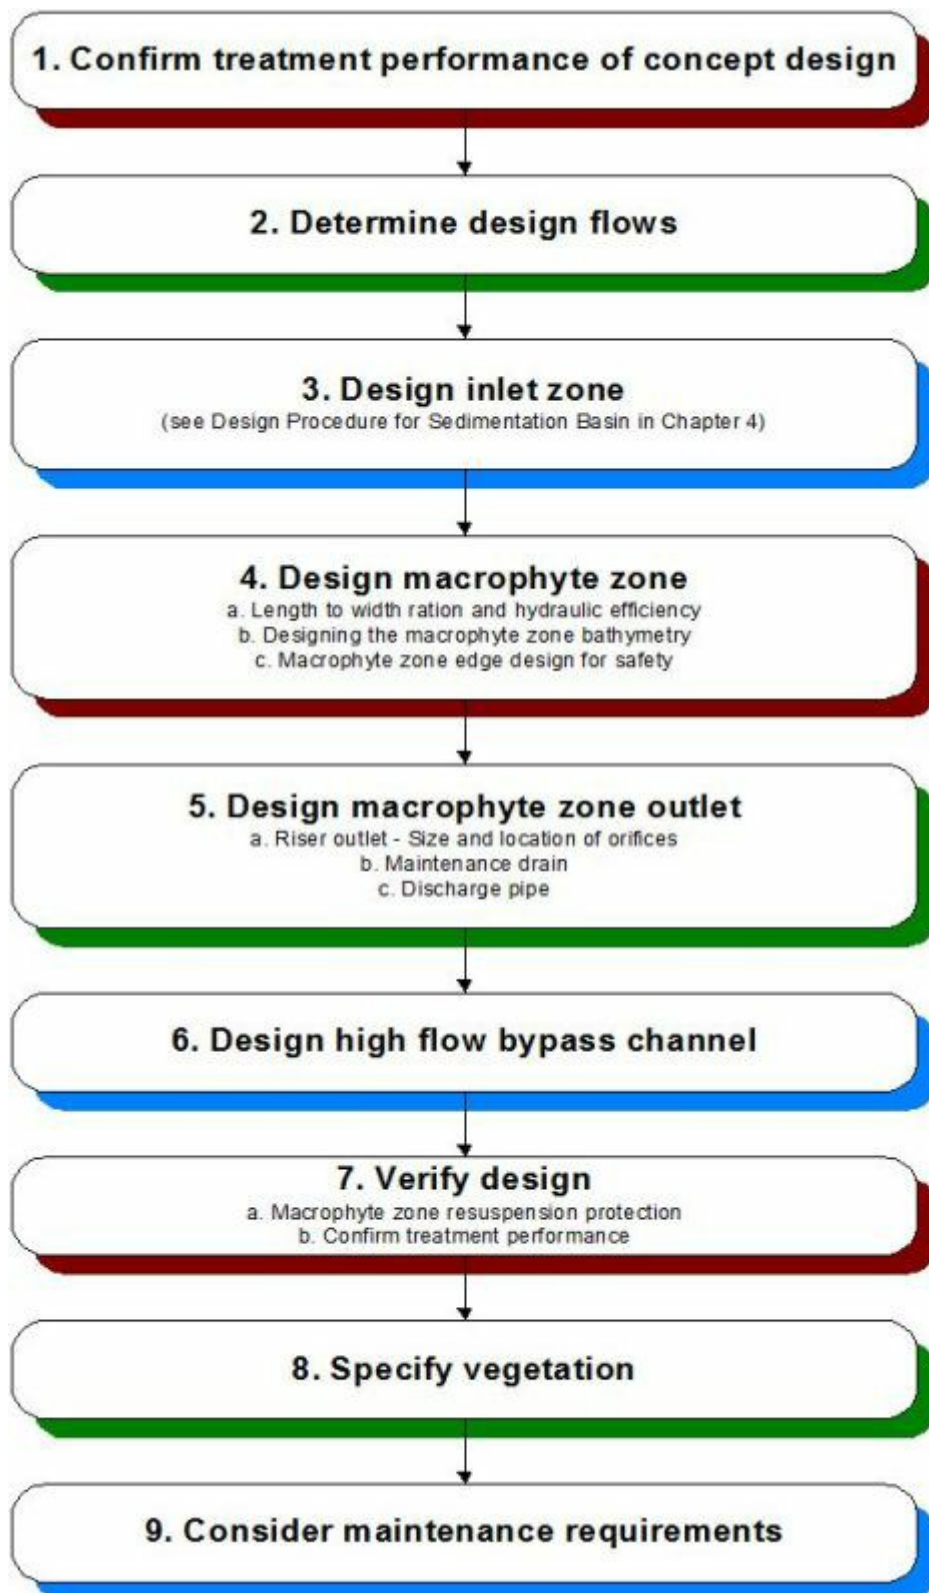 1. Confirm treatment performance of concept design
2. Determine design flows
3. Design inlet zone
(see Design Procedure for Sedimentation Basin in Chapter 4)
4. Design macrophyte zone
a. Length to width ration and hydraulic efficiency
b. Designing the macrophyte zone bathymetry
c. Macrophyte zone edge design for safety
5. Design macrophyte zone outlet
a. Riser outlet - Size and location of orifices
b. Maintenance drain
c. Discharge pipe
6. Design high flow bypass channel
7. Verify design
a. Macrophyte zone resuspension protection
b. Confirm treatment performance
8. Specify vegetation
9. Consider maintenance requirements